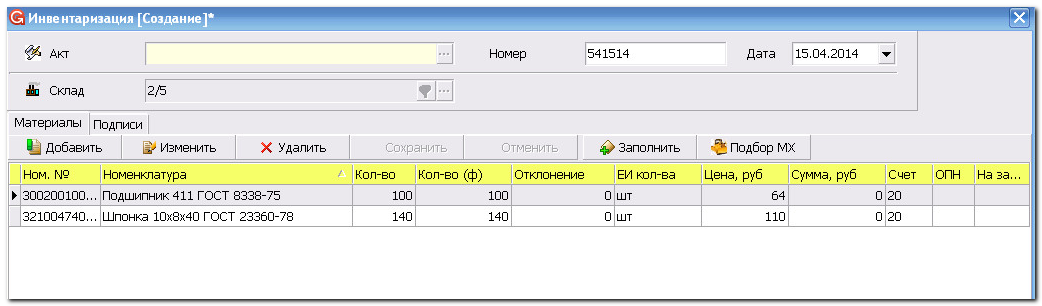 Инвентаризация [Создание]*
Акт ... Номер 541514 Дата 15.04.2014
Склад 2/5 ...
Материалы Подписи
Добавить Изменить Удалить Сохранить Отменить Заполнить Подбор МХ
Ном. № Номенклатура Кол-во Кол-во (ф) Отклонение ЕИ кол-ва Цена, руб Сумма, руб Счет ОПН На за...
300200100... Подшипник 411 ГОСТ 8338-75 100 100 0 шт 64 0 20
321004740... Шпонка 10х8х40 ГОСТ 23360-78 140 140 0 шт 110 0 20